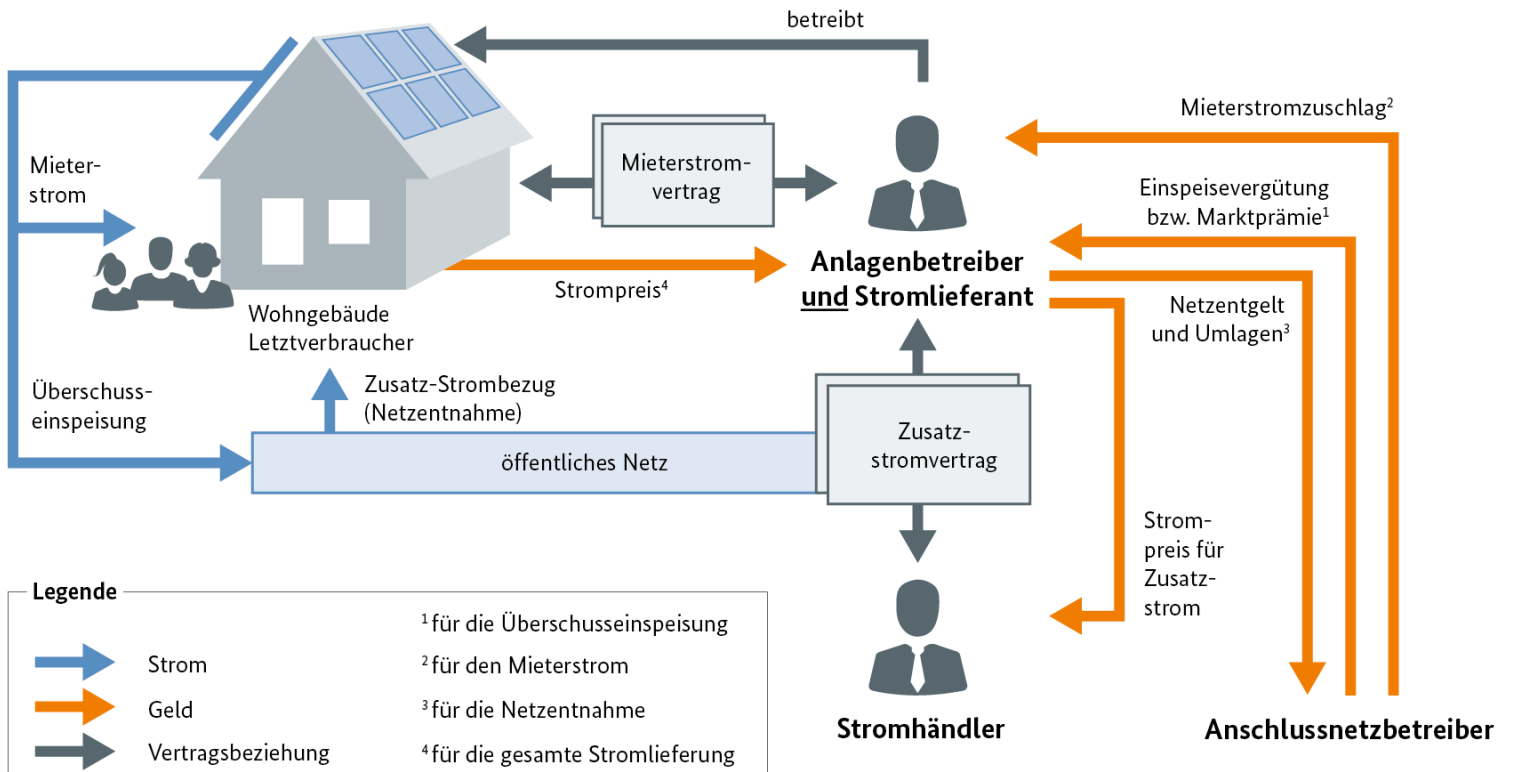 betreibt
Mieterstromzuschlag²
Mieter-
strom
Mieterstrom-
vertrag
Einspeisevergütung
bzw. Marktprämie¹
Anlagenbetreiber
und Stromlieferant
Strompreis⁴
Netzentgelt
und Umlagen³
Wohngebäude
Letztverbraucher
Überschuss-
einspeisung
Zusatz-Strombezug
(Netzentnahme)
öffentliches Netz
Zusatz-
stromvertrag
Strom-
preis für
Zusatz-
strom
Stromhändler
Anschlussnetzbetreiber
Legende
Strom
Geld
Vertragsbeziehung
¹ für die Überschusseinspeisung
² für den Mieterstrom
³ für die Netzentnahme
⁴ für die gesamte Stromlieferung